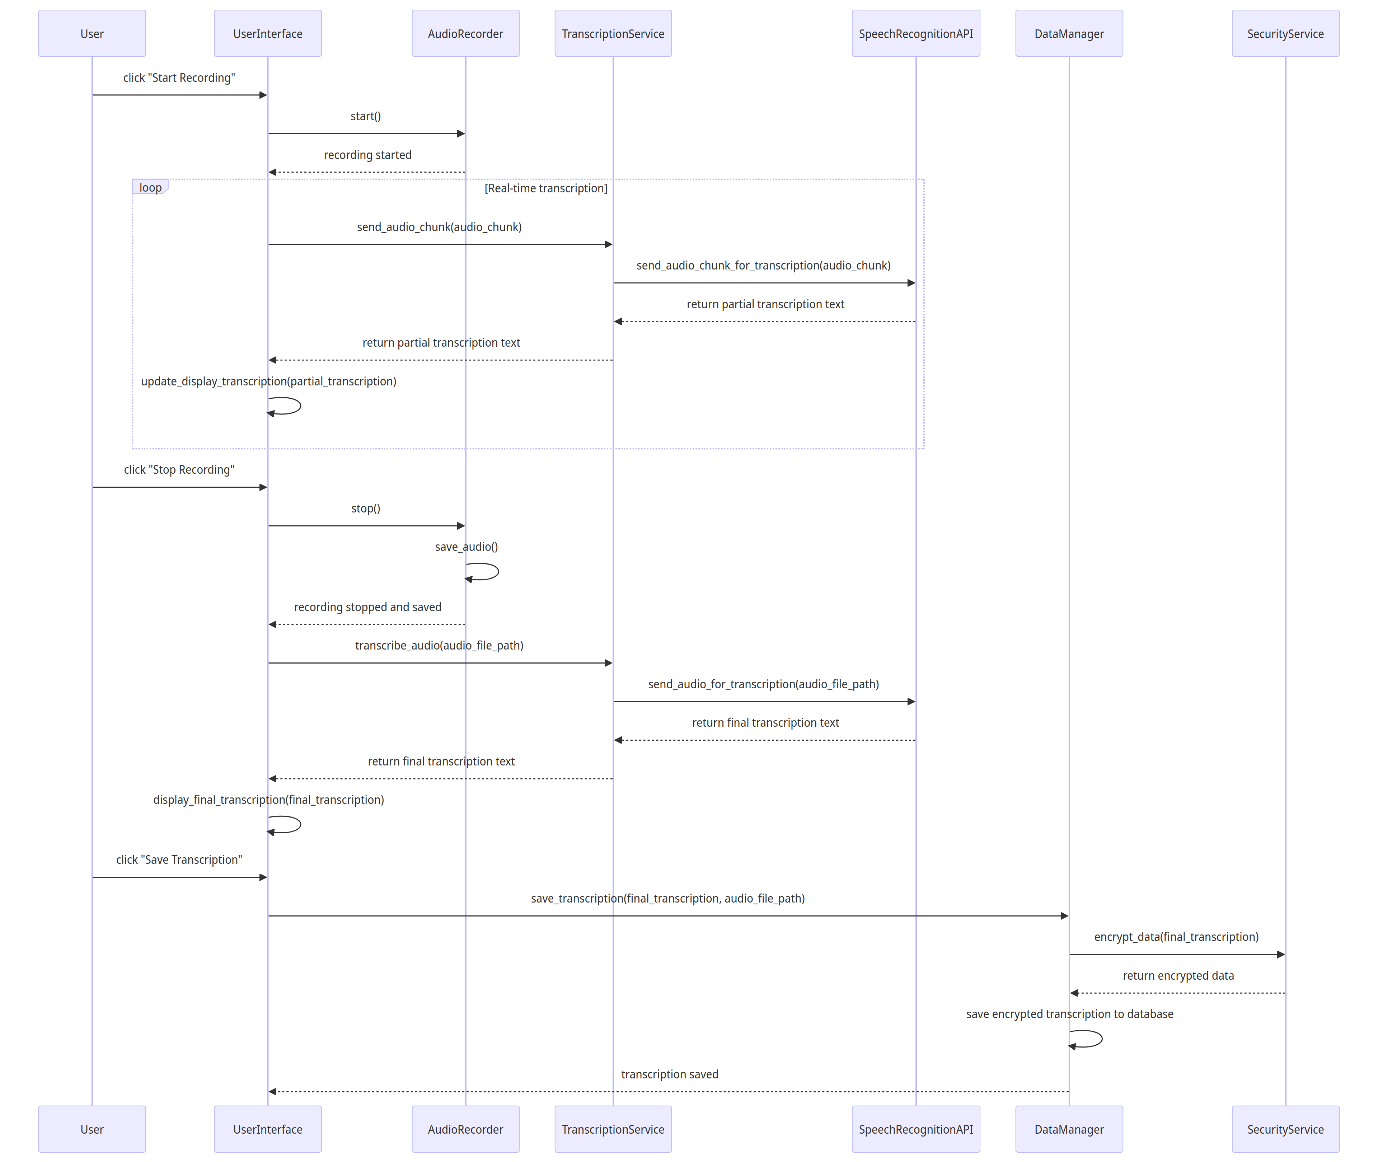 User
UserInterface
AudioRecorder
TranscriptionService
SpeechRecognitionAPI
DataManager
SecurityService
click "Start Recording"
start()
recording started
loop
[Real-time transcription]
send_audio_chunk(audio_chunk)
send_audio_chunk_for_transcription(audio_chunk)
return partial transcription text
return partial transcription text
update_display_transcription(partial_transcription)
click "Stop Recording"
stop()
save_audio()
recording stopped and saved
transcribe_audio(audio_file_path)
send_audio_for_transcription(audio_file_path)
return final transcription text
return final transcription text
display_final_transcription(final_transcription)
click "Save Transcription"
save_transcription(final_transcription, audio_file_path)
encrypt_data(final_transcription)
return encrypted data
save encrypted transcription to database
transcription saved
User
UserInterface
AudioRecorder
TranscriptionService
SpeechRecognitionAPI
DataManager
SecurityService